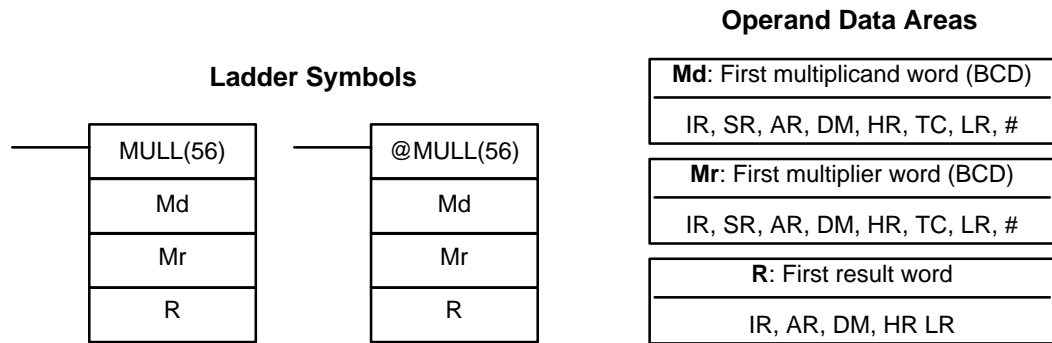 Operand Data Areas
Ladder Symbols
MULL(56)
Md
Mr
R
@MULL(56)
Md
Mr
R
Md: First multiplicand word (BCD)
IR, SR, AR, DM, HR, TC, LR, #
Mr: First multiplier word (BCD)
IR, SR, AR, DM, HR, TC, LR, #
R: First result word
IR, AR, DM, HR LR